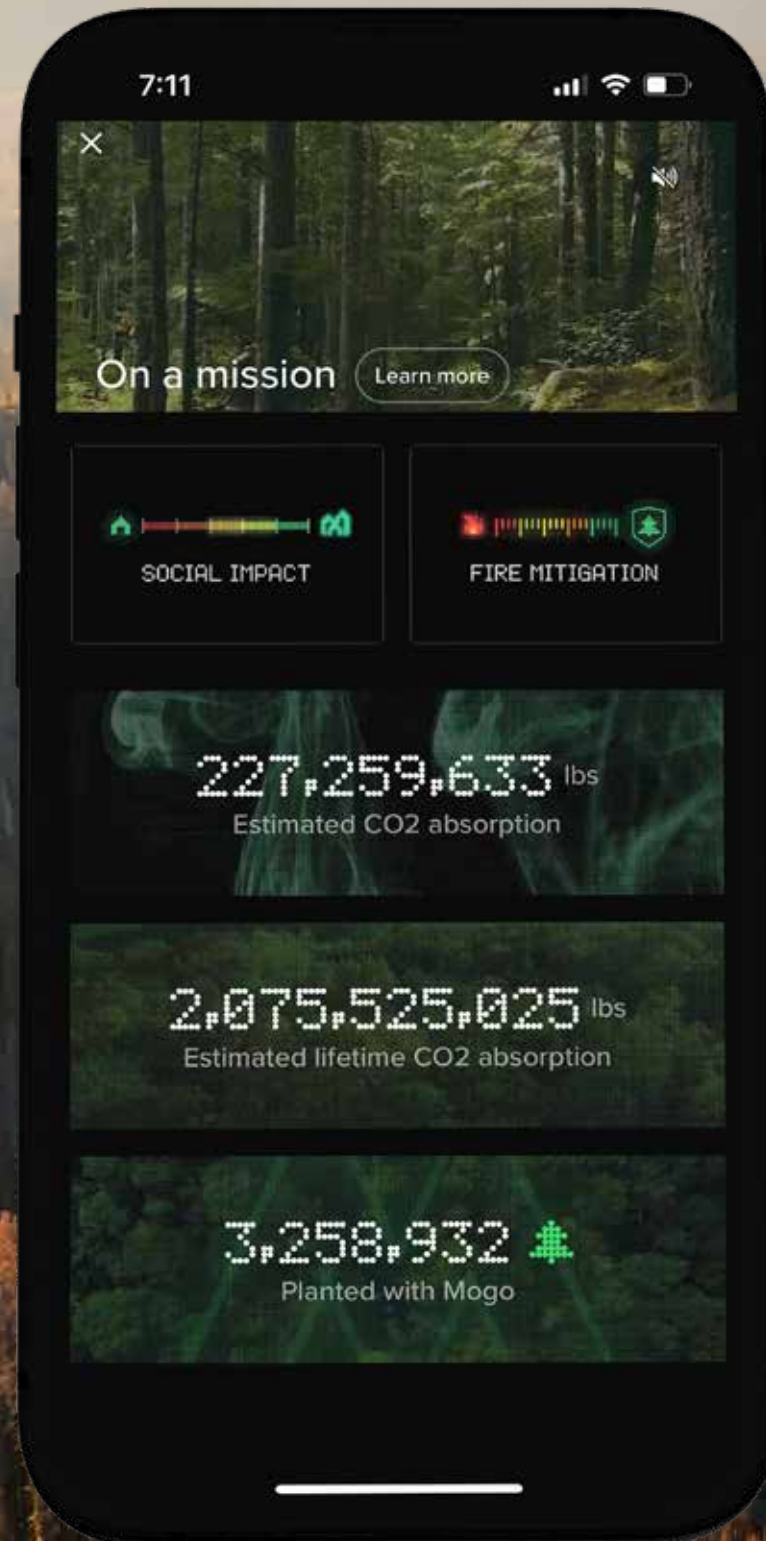 7:11
On a mission
Learn more
SOCIAL IMPACT
FIRE MITIGATION
227,259,633 lbs
Estimated CO2 absorption
2,075,525,025 lbs
Estimated lifetime CO2 absorption
3,258,932
Planted with Mogo